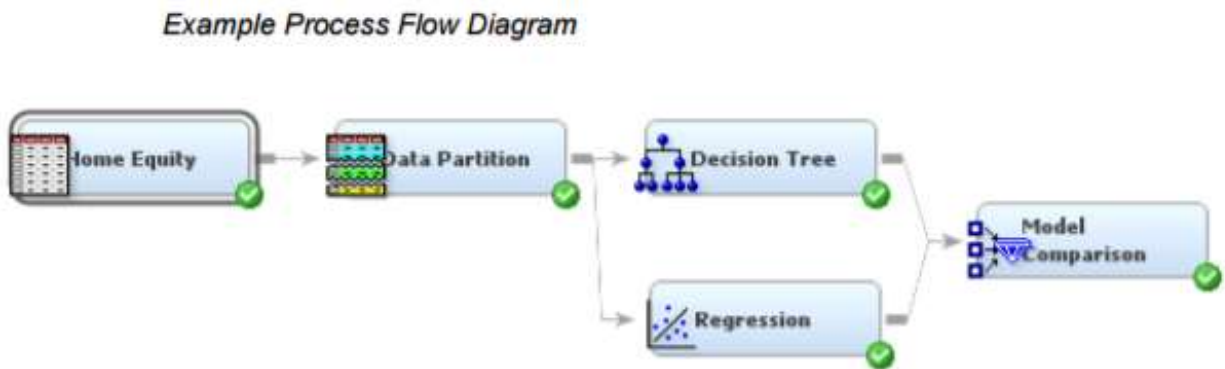 Example Process Flow Diagram
Home Equity
Data Partition
Decision Tree
Regression
Model
Comparison